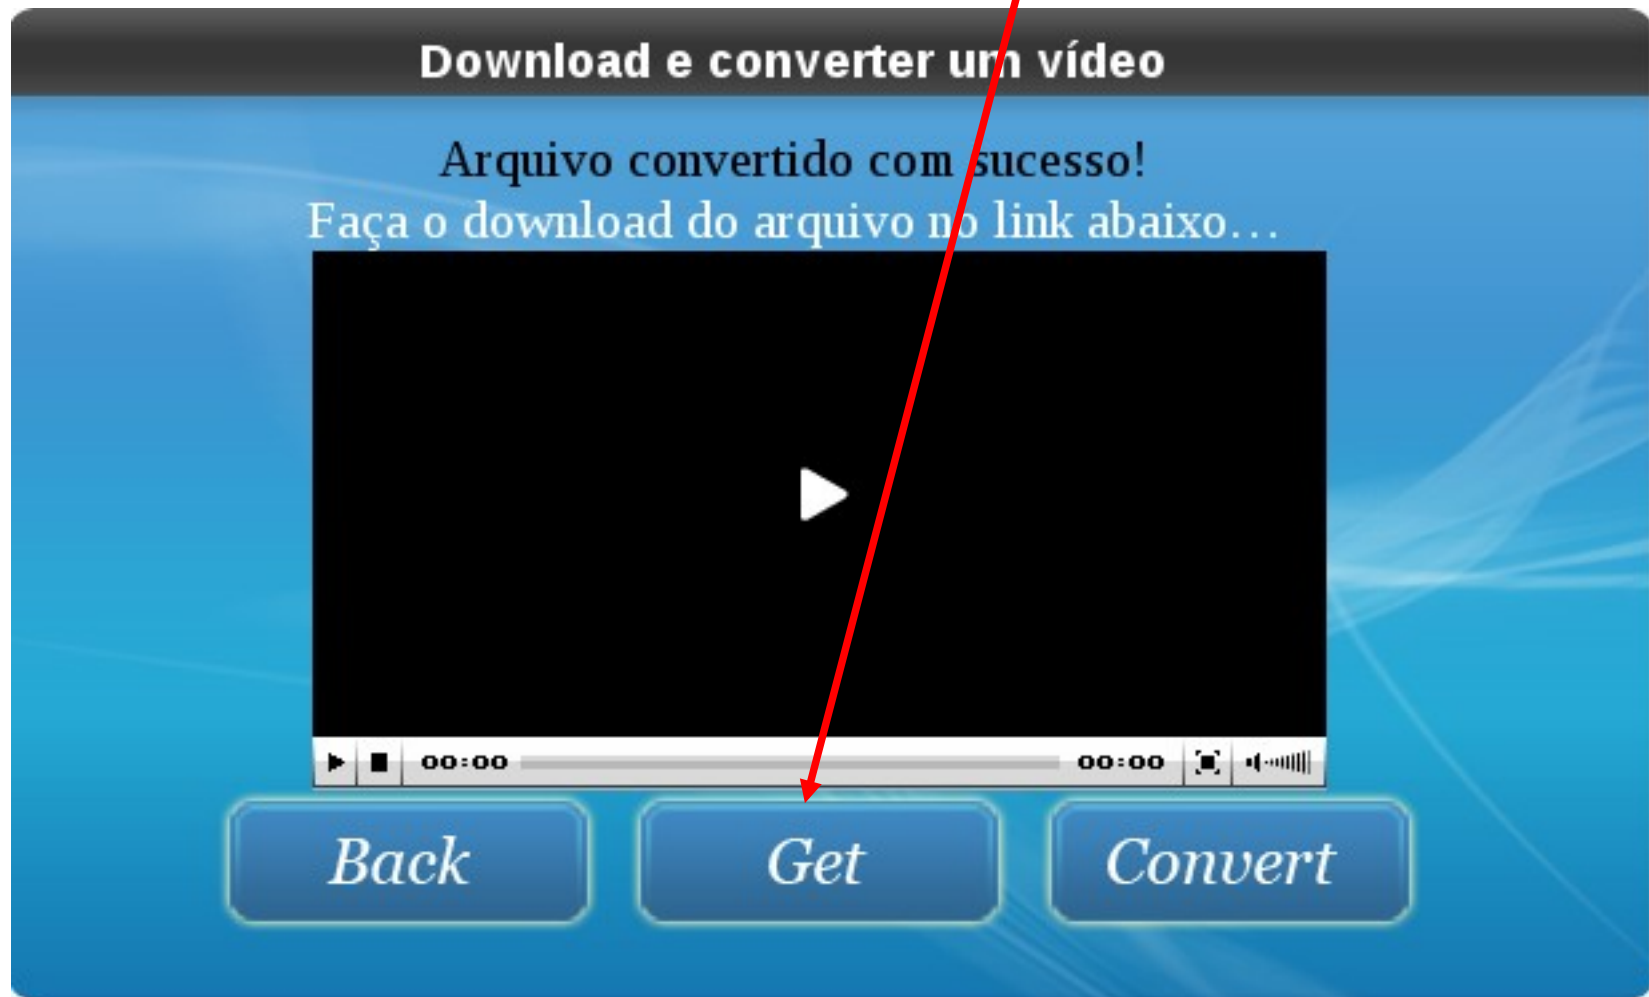 Download e converter um vídeo
Arquivo convertido com sucesso!
Faça o download do arquivo no link abaixo...
00:00 00:00
Back Get Convert